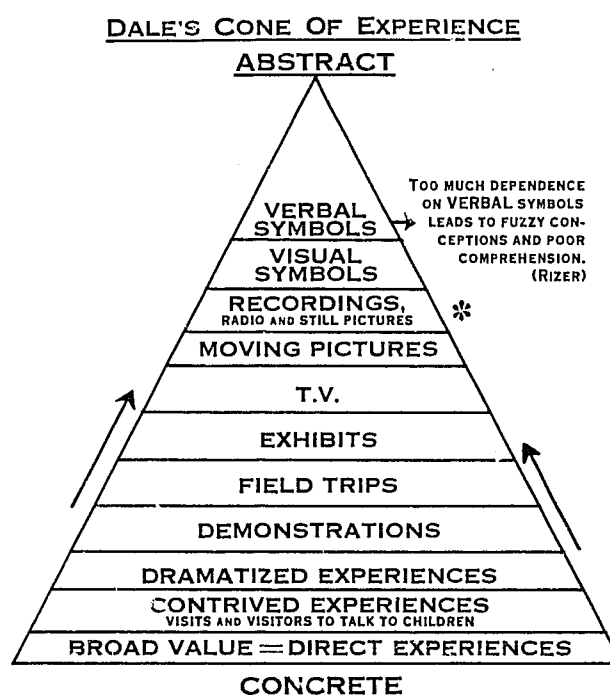 DALE'S CONE OF EXPERIENCE
ABSTRACT
VERBAL
SYMBOLS
TOO MUCH DEPENDENCE
ON VERBAL SYMBOLS
LEADS TO FUZZY CON-
CEPTIONS AND POOR
COMPREHENSION.
(RIZER)
VISUAL
SYMBOLS
RECORDINGS,
RADIO AND STILL PICTURES
*
MOVING PICTURES
T.V.
EXHIBITS
FIELD TRIPS
DEMONSTRATIONS
DRAMATIZED EXPERIENCES
CONTRIVED EXPERIENCES
VISITS AND VISITORS TO TALK TO CHILDREN
BROAD VALUE = DIRECT EXPERIENCES
CONCRETE